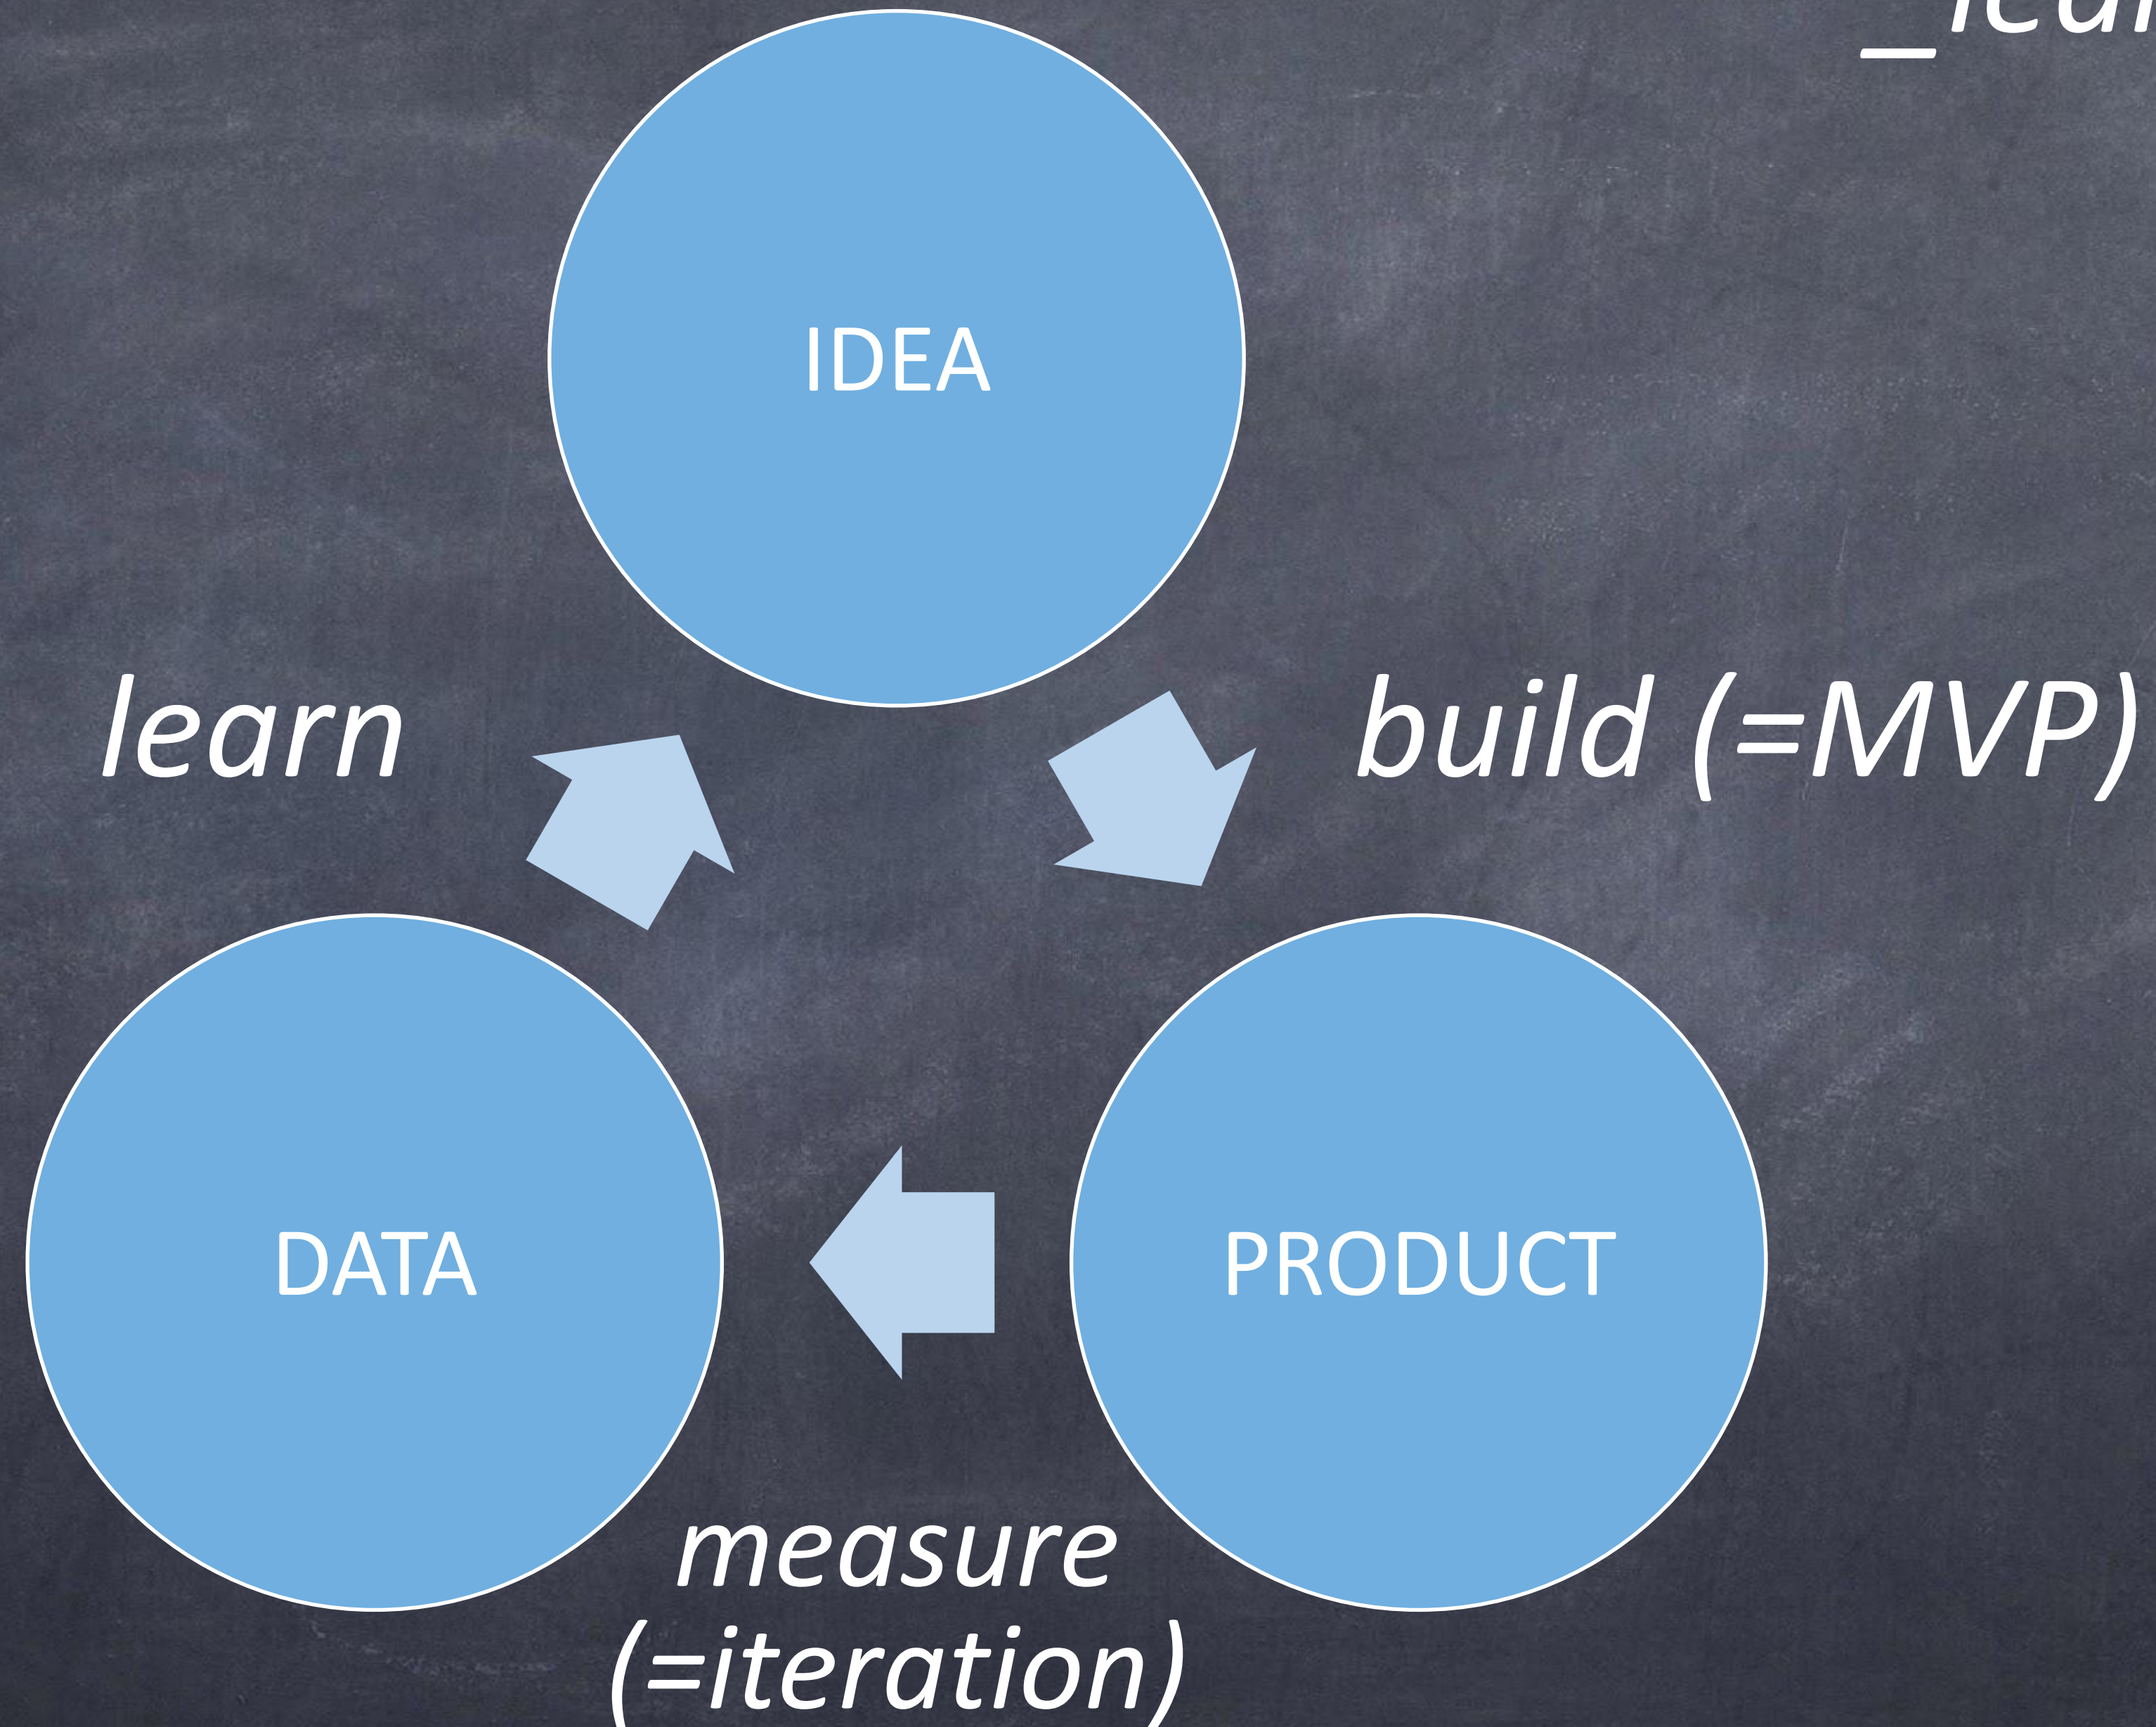 IDEA
learn
build (=MVP)
DATA
PRODUCT
measure
(=iteration)